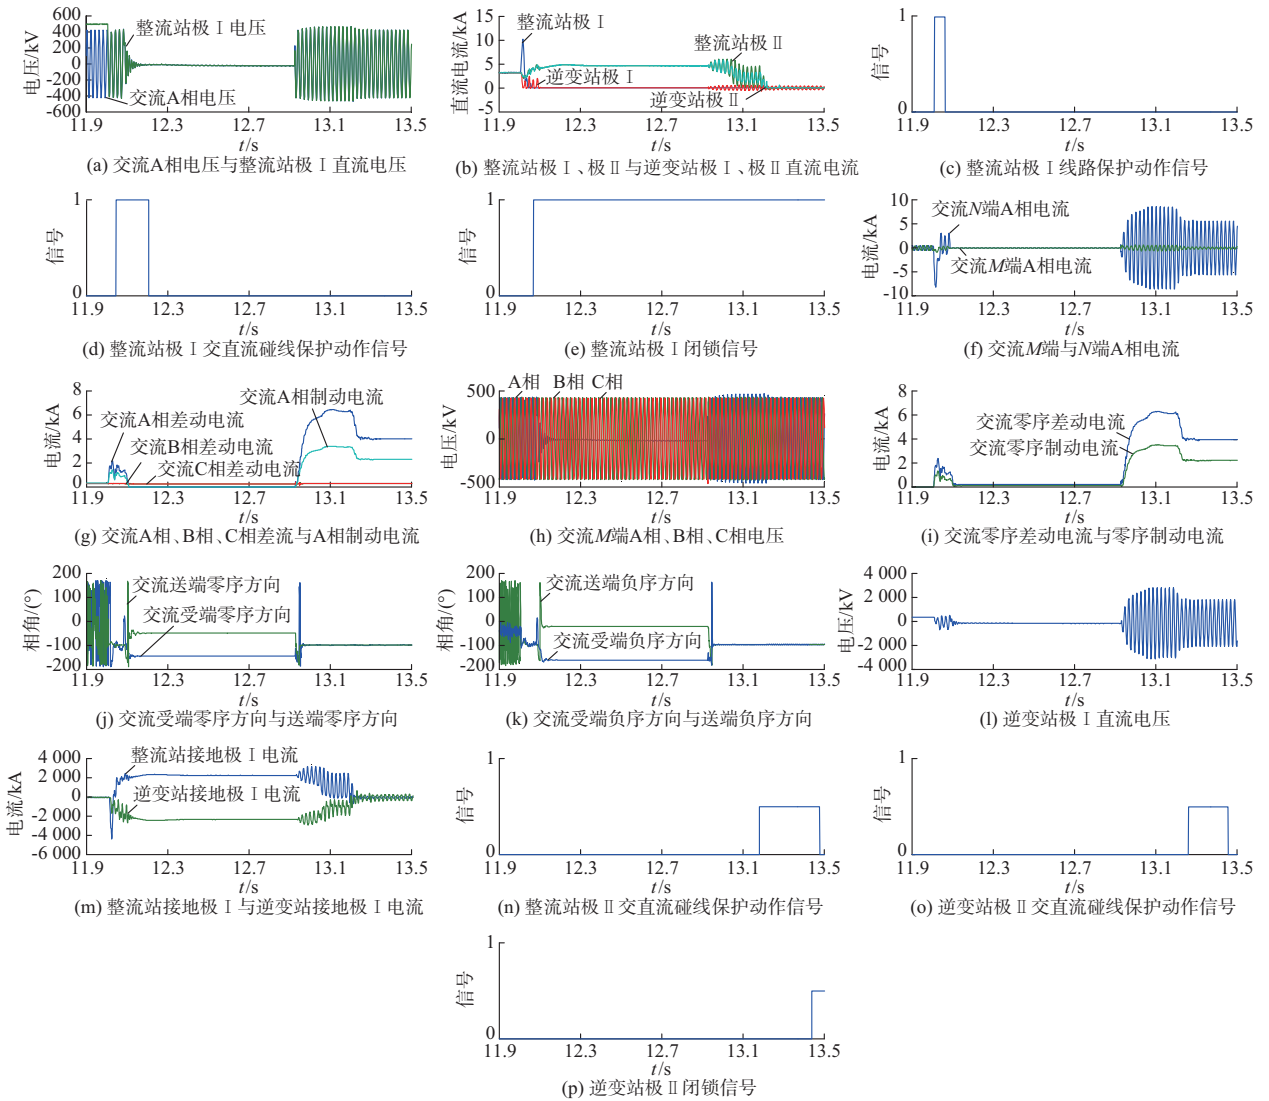 600
400
200
0
-200
-400
-600
电压/kV
整流站极Ⅰ电压
交流A相电压
11.9 12.3 12.7 13.1 13.5
t/s
(a) 交流A相电压与整流站极Ⅰ直流电压
15
10
5
0
-5
直流电流/kA
整流站极Ⅰ
整流站极Ⅱ
逆变站极Ⅰ
逆变站极Ⅱ
11.9 12.3 12.7 13.1 13.5
t/s
(b) 整流站极Ⅰ、极Ⅱ与逆变站极Ⅰ、极Ⅱ直流电流
1
0
信号
11.9 12.3 12.7 13.1 13.5
t/s
(c) 整流站极Ⅰ线路保护动作信号
1
0
信号
11.9 12.3 12.7 13.1 13.5
t/s
(d) 整流站极Ⅰ交直流碰线保护动作信号
1
0
信号
11.9 12.3 12.7 13.1 13.5
t/s
(e) 整流站极Ⅰ闭锁信号
10
5
0
-5
-10
电流/kA
交流N端A相电流
交流M端A相电流
11.9 12.3 12.7 13.1 13.5
t/s
(f) 交流M端与N端A相电流
8
6
4
2
0
电流/kA
交流A相制动电流
交流A相差动电流
交流B相差动电流
交流C相差动电流
11.9 12.3 12.7 13.1 13.5
t/s
(g) 交流A相、B相、C相差流与A相制动电流
500
0
-500
电压/kV
A相 B相 C相
11.9 12.3 12.7 13.1 13.5
t/s
(h) 交流M端A相、B相、C相电压
8
6
4
2
0
电流/kA
交流零序差动电流
交流零序制动电流
11.9 12.3 12.7 13.1 13.5
t/s
(i) 交流零序差动电流与零序制动电流
200
100
0
-100
-200
相角/(°)
交流送端零序方向
交流受端零序方向
11.9 12.3 12.7 13.1 13.5
t/s
(j) 交流受端零序方向与送端零序方向
200
100
0
-100
-200
相角/(°)
交流送端负序方向
交流受端负序方向
11.9 12.3 12.7 13.1 13.5
t/s
(k) 交流受端负序方向与送端负序方向
4 000
2 000
0
-2 000
-4 000
电压/kV
11.9 12.3 12.7 13.1 13.5
t/s
(l) 逆变站极Ⅰ直流电压
4 000
2 000
0
-2 000
-4 000
-6 000
电流/kA
整流站接地极Ⅰ电流
逆变站接地极Ⅰ电流
11.9 12.3 12.7 13.1 13.5
t/s
(m) 整流站接地极Ⅰ与逆变站接地极Ⅰ电流
1
0
信号
11.9 12.3 12.7 13.1 13.5
t/s
(n) 整流站极Ⅱ交直流碰线保护动作信号
1
0
信号
11.9 12.3 12.7 13.1 13.5
t/s
(o) 逆变站极Ⅱ交直流碰线保护动作信号
1
0
信号
11.9 12.3 12.7 13.1 13.5
t/s
(p) 逆变站极Ⅱ闭锁信号